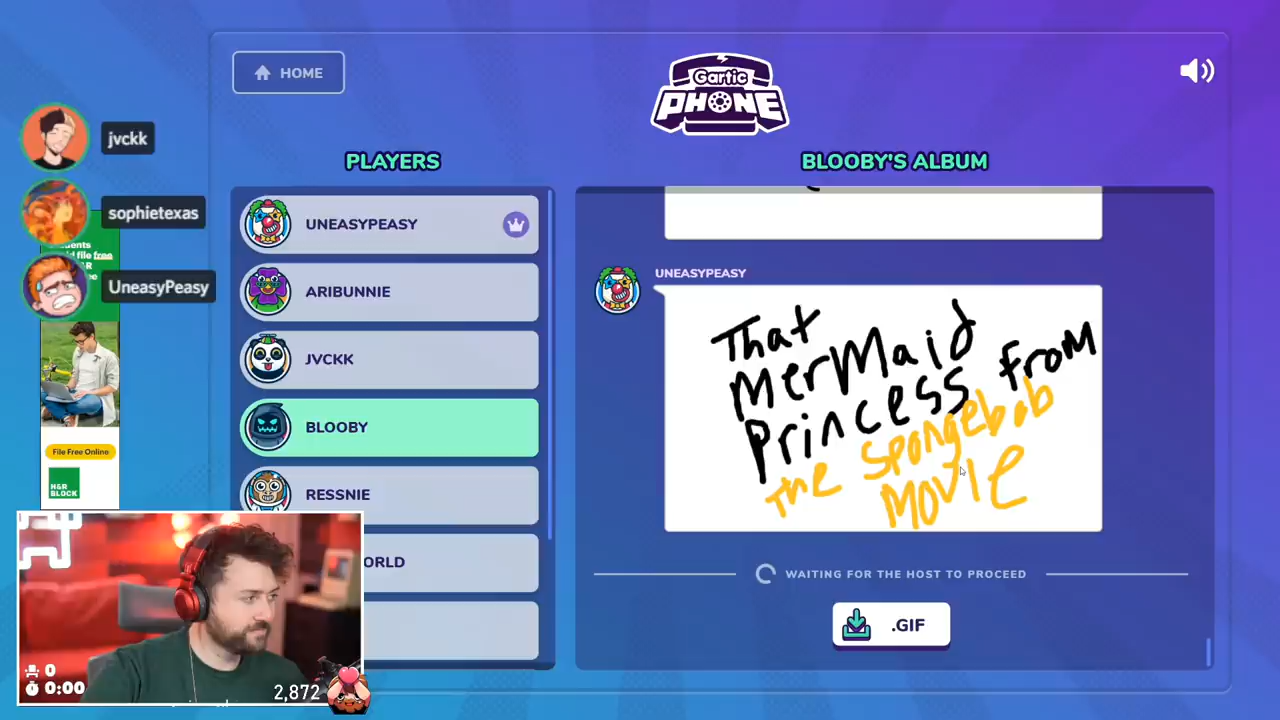 HOME
Gartic
PHONE
jvckk
sophietexas
UneasyPeasy
File Free Online
H&R
BLOCK
PLAYERS
UNEASYPEASY
ARIBUNNIE
JVCKK
BLOOBY
RESSNIE
ORLD
BLOOBY'S ALBUM
UNEASYPEASY
That
Mermaid
Princess from
the spongebob
Movie
WAITING FOR THE HOST TO PROCEED
.GIF
0
0:00
2,872